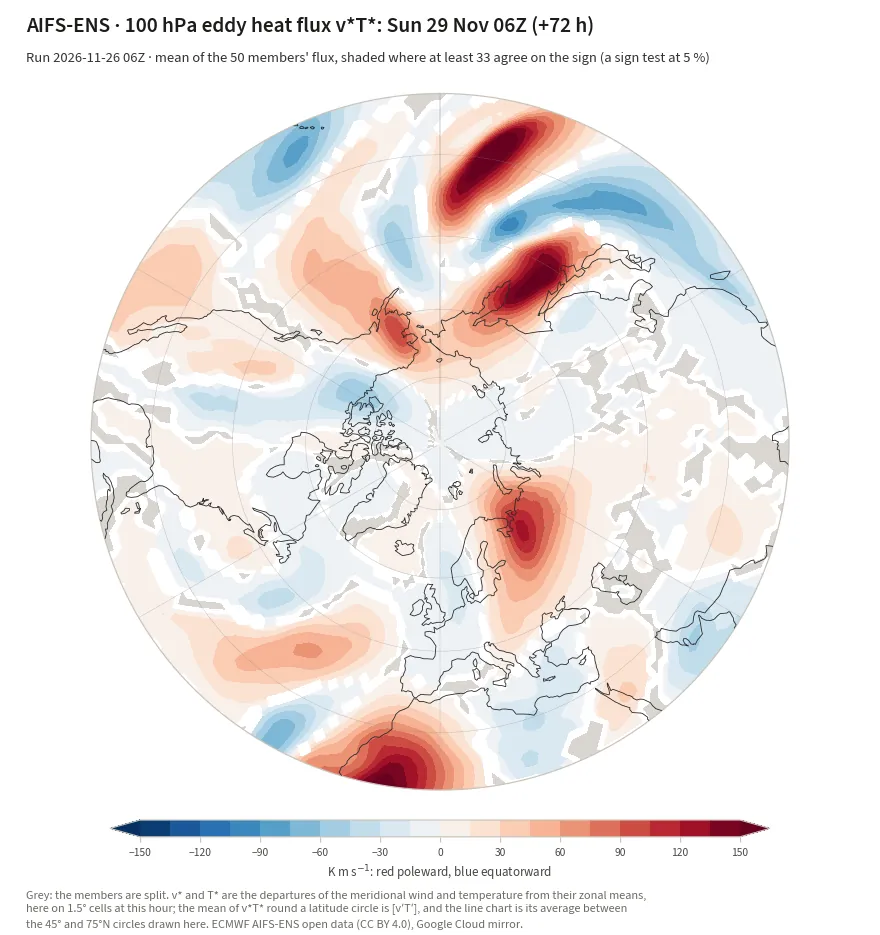 AIFS-ENS · 100 hPa eddy heat flux v*T*: Sun 29 Nov 06Z (+72 h)
Run 2026-11-26 06Z · mean of the 50 members' flux, shaded where at least 33 agree on the sign (a sign test at 5 %)
−150 −120 −90 −60 −30 0 30 60 90 120 150
K m s⁻¹: red poleward, blue equatorward
Grey: the members are split. v* and T* are the departures of the meridional wind and temperature from their zonal means,
here on 1.5° cells at this hour; the mean of v*T* round a latitude circle is [v'T'], and the line chart is its average between
the 45° and 75°N circles drawn here. ECMWF AIFS-ENS open data (CC BY 4.0), Google Cloud mirror.